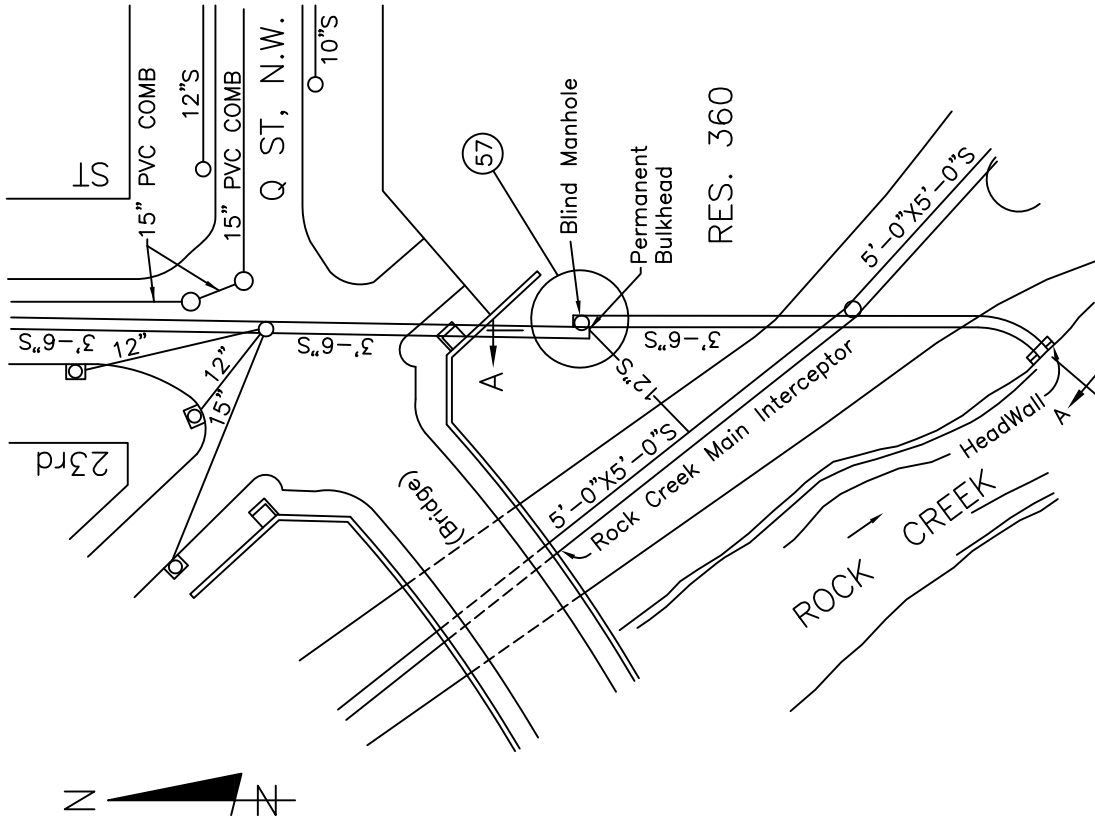 ST
15" PVC COMB
12"S
15" PVC COMB
Q ST, N.W.
10"S
3'-6"S
12"
12"
15"
23rd
3'-6"S
57
Blind Manhole
Permanent
Bulkhead
RES. 360
A
12"S
3'-6"S
5'-0"X5'-0"S
5'-0"X5'-0"S
(Bridge)
Rock Creek Main Interceptor
HeadWall
A
ROCK CREEK
N
N